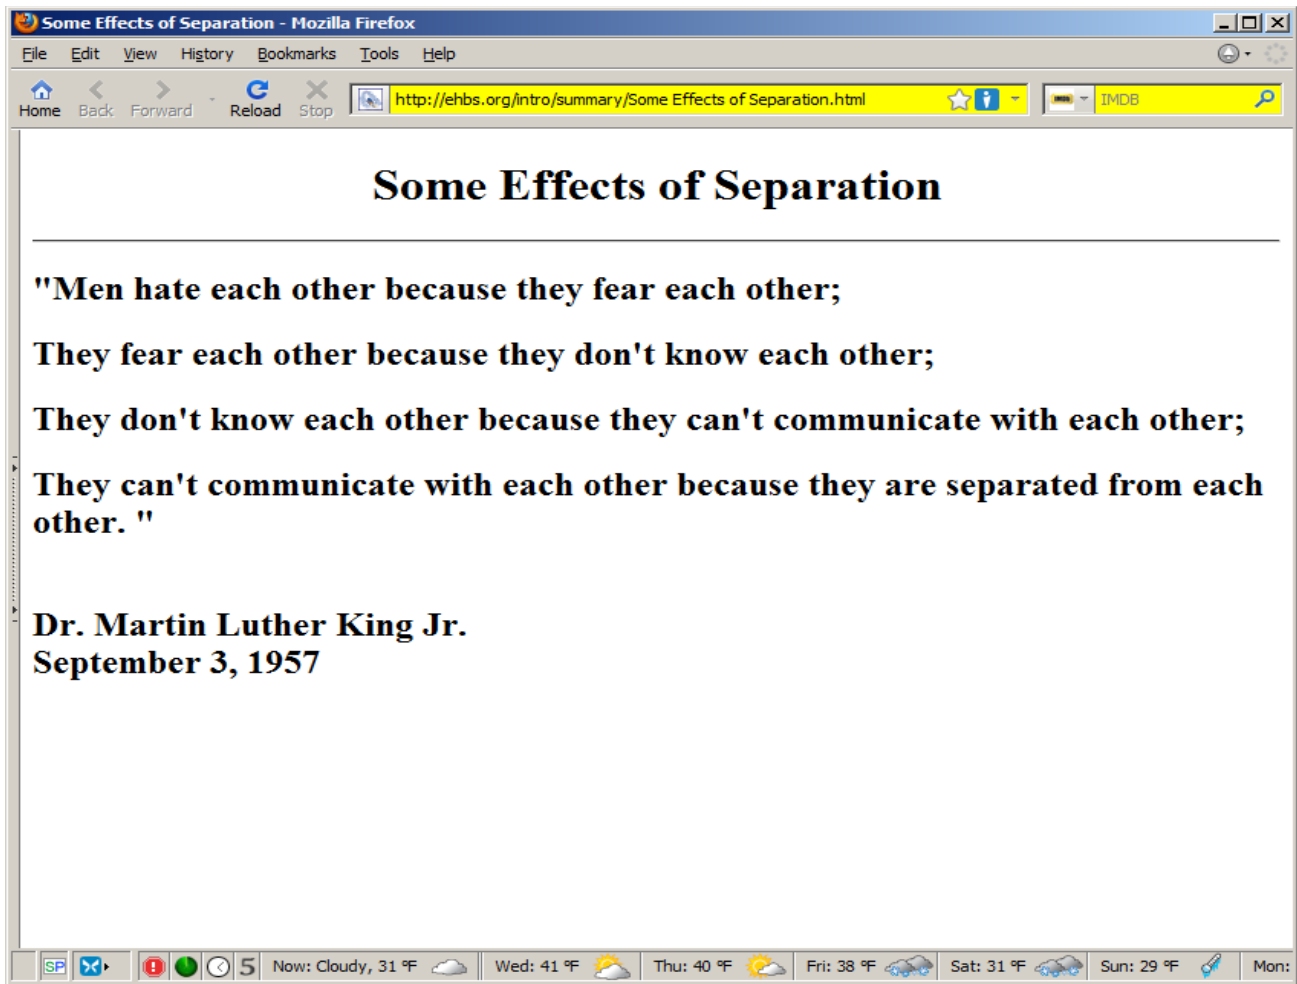 Some Effects of Separation - Mozilla Firefox
File Edit View History Bookmarks Tools Help
Home Back Forward Reload Stop http://ehbs.org/intro/summary/Some Effects of Separation.html IMDB
Some Effects of Separation
"Men hate each other because they fear each other;
They fear each other because they don't know each other;
They don't know each other because they can't communicate with each other;
They can't communicate with each other because they are separated from each
other. "
Dr. Martin Luther King Jr.
September 3, 1957
SP 5 Now: Cloudy, 31 °F Wed: 41 °F Thu: 40 °F Fri: 38 °F Sat: 31 °F Sun: 29 °F Mon: